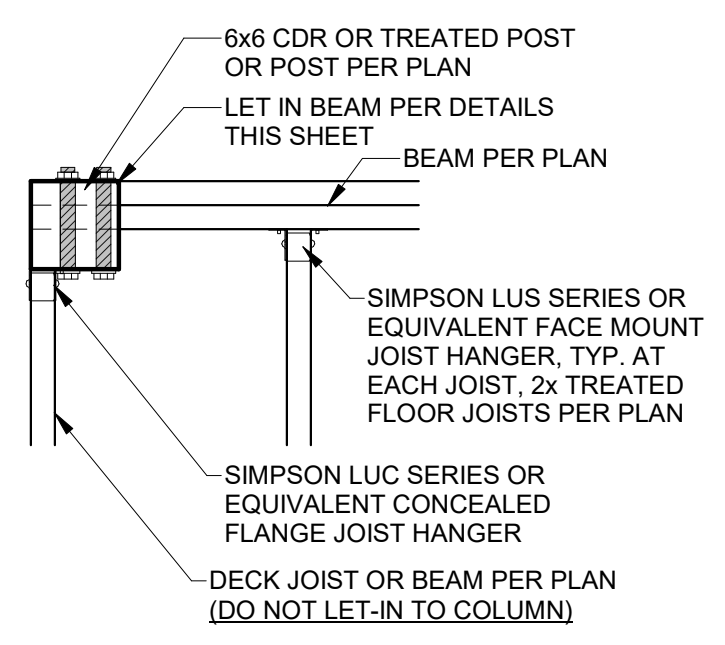 6x6 CDR OR TREATED POST
OR POST PER PLAN
LET IN BEAM PER DETAILS
THIS SHEET
BEAM PER PLAN
SIMPSON LUS SERIES OR
EQUIVALENT FACE MOUNT
JOIST HANGER, TYP. AT
EACH JOIST, 2x TREATED
FLOOR JOISTS PER PLAN
SIMPSON LUC SERIES OR
EQUIVALENT CONCEALED
FLANGE JOIST HANGER
DECK JOIST OR BEAM PER PLAN
(DO NOT LET-IN TO COLUMN)